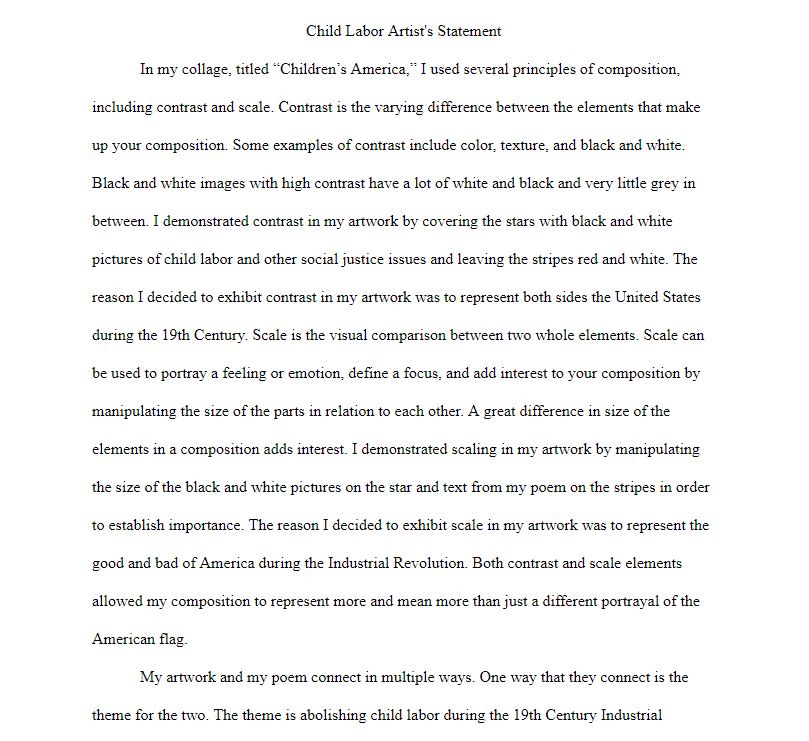 Child Labor Artist's Statement
In my collage, titled “Children’s America,” I used several principles of composition,
including contrast and scale. Contrast is the varying difference between the elements that make
up your composition. Some examples of contrast include color, texture, and black and white.
Black and white images with high contrast have a lot of white and black and very little grey in
between. I demonstrated contrast in my artwork by covering the stars with black and white
pictures of child labor and other social justice issues and leaving the stripes red and white. The
reason I decided to exhibit contrast in my artwork was to represent both sides the United States
during the 19th Century. Scale is the visual comparison between two whole elements. Scale can
be used to portray a feeling or emotion, define a focus, and add interest to your composition by
manipulating the size of the parts in relation to each other. A great difference in size of the
elements in a composition adds interest. I demonstrated scaling in my artwork by manipulating
the size of the black and white pictures on the star and text from my poem on the stripes in order
to establish importance. The reason I decided to exhibit scale in my artwork was to represent the
good and bad of America during the Industrial Revolution. Both contrast and scale elements
allowed my composition to represent more and mean more than just a different portrayal of the
American flag.
My artwork and my poem connect in multiple ways. One way that they connect is the
theme for the two. The theme is abolishing child labor during the 19th Century Industrial